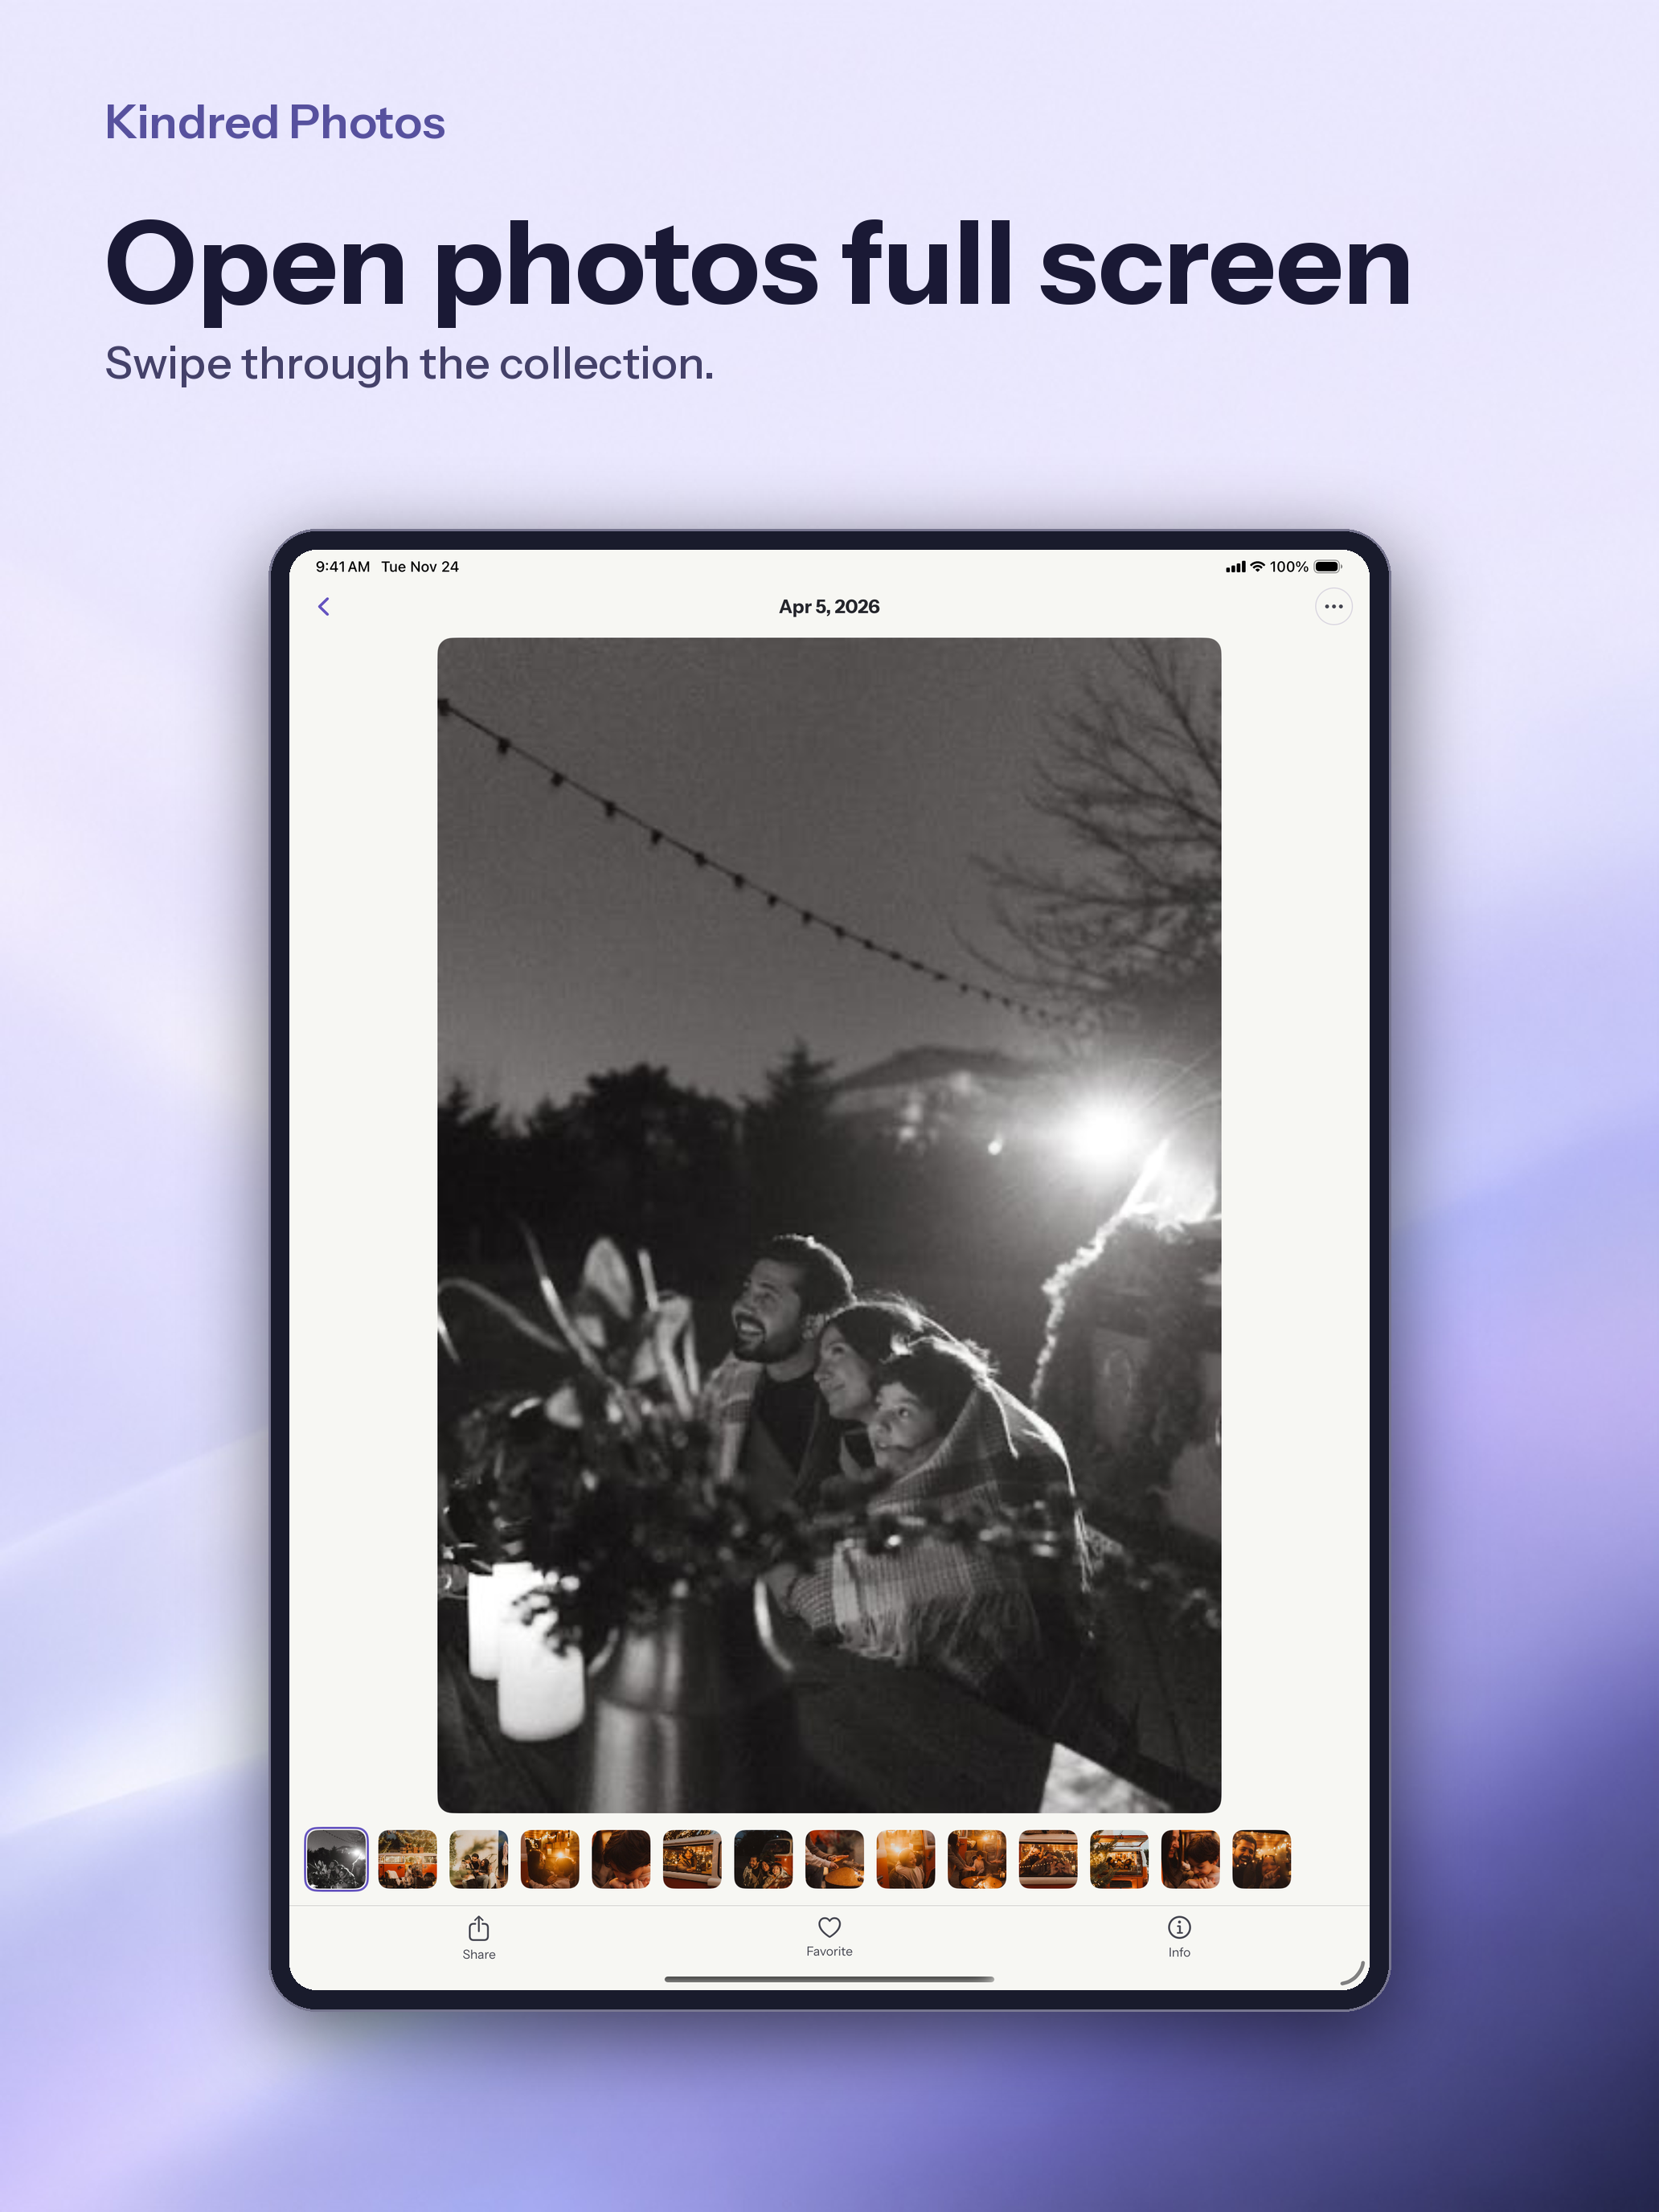 Kindred Photos
Open photos full screen
Swipe through the collection.
9:41 AM Tue Nov 24 100%
Apr 5, 2026
Share Favorite Info